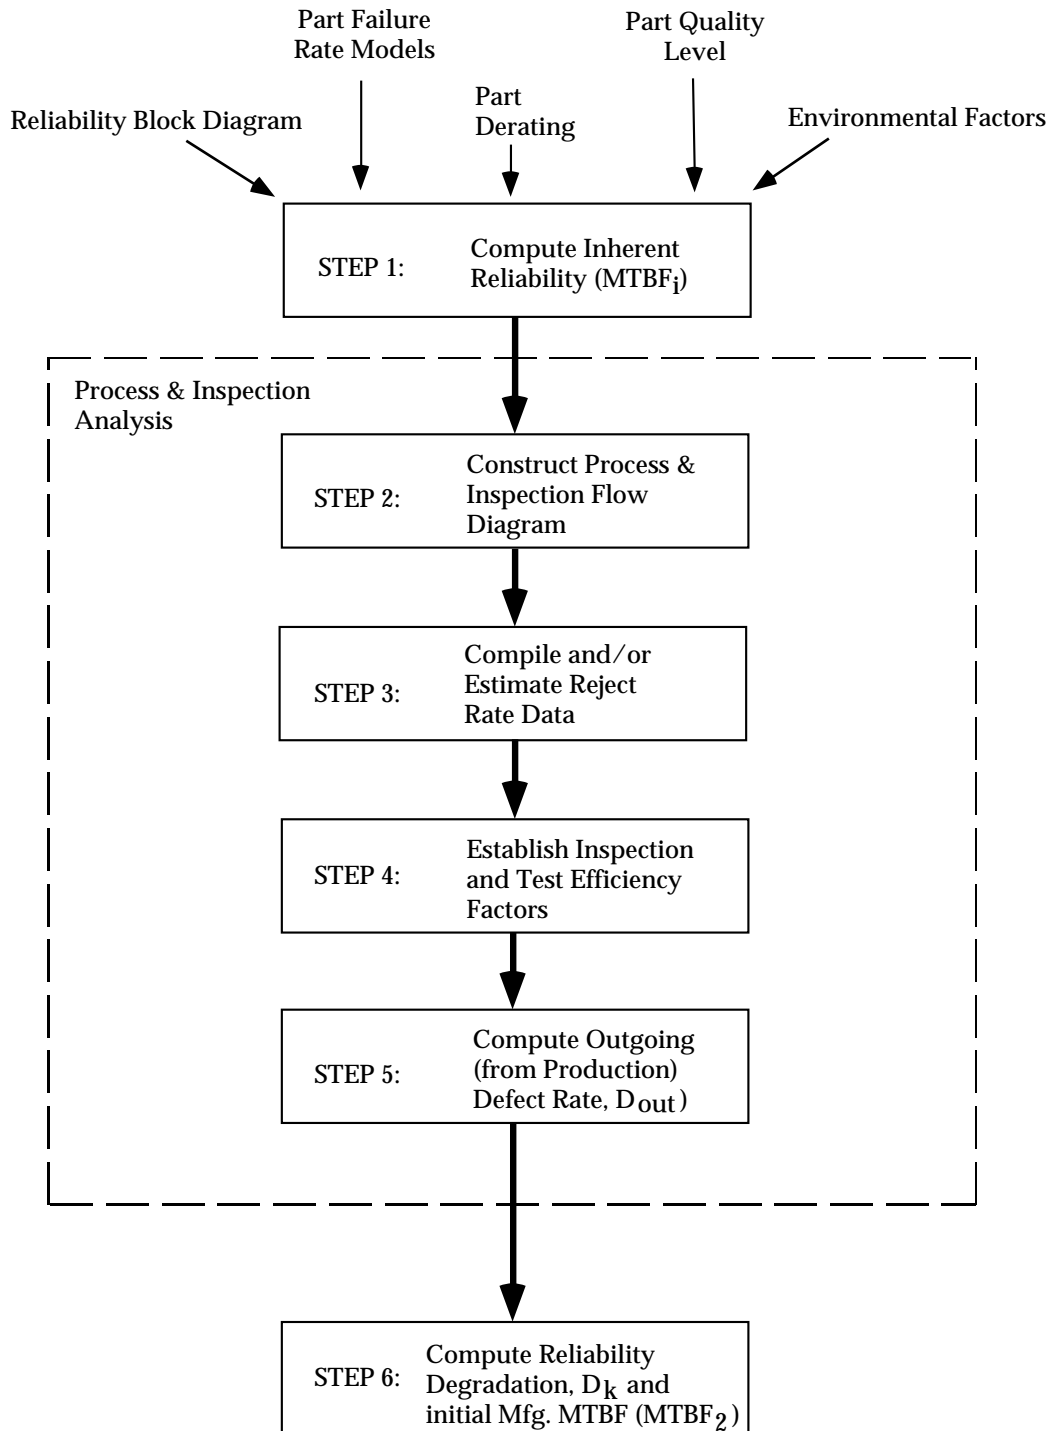 Part Failure
Rate Models
Part Quality
Level
Part
Derating
Reliability Block Diagram
Environmental Factors
STEP 1:
Compute Inherent
Reliability (MTBFi)
Process & Inspection
Analysis
STEP 2:
Construct Process &
Inspection Flow
Diagram
STEP 3:
Compile and/or
Estimate Reject
Rate Data
STEP 4:
Establish Inspection
and Test Efficiency
Factors
STEP 5:
Compute Outgoing
(from Production)
Defect Rate, Dout)
STEP 6:
Compute Reliability
Degradation, Dk and
initial Mfg. MTBF (MTBF2)